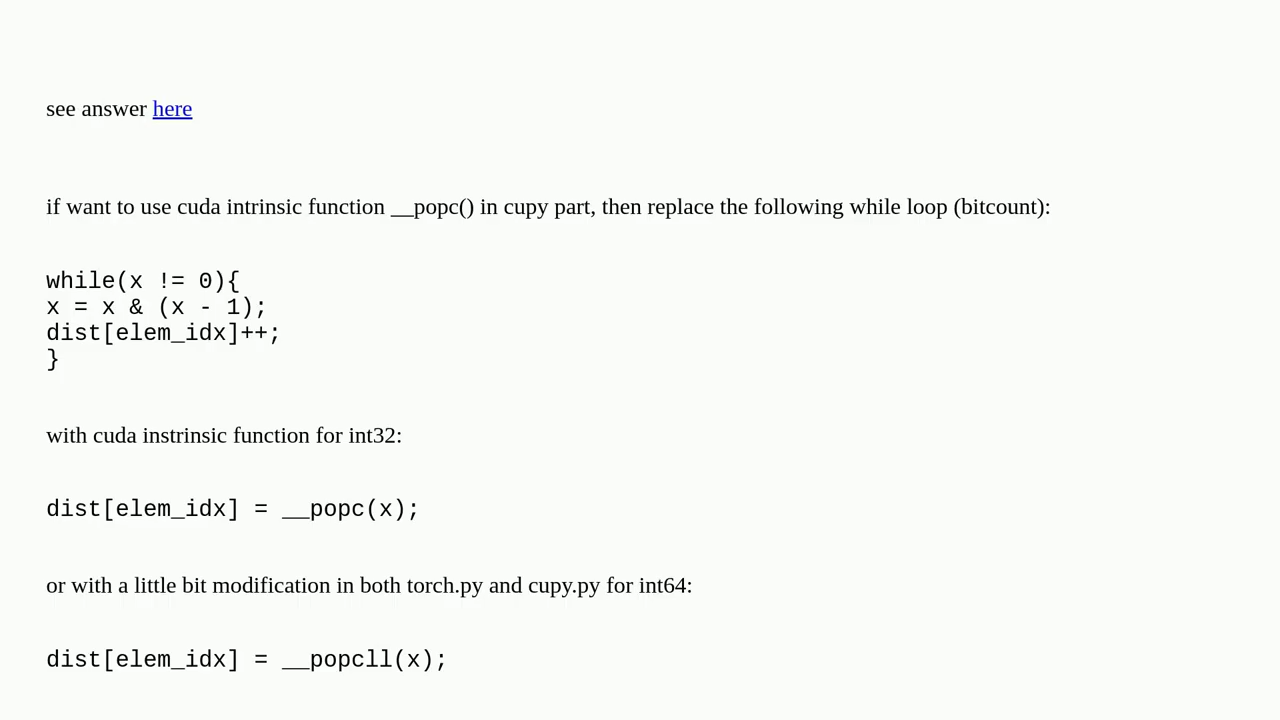 see answer here
if want to use cuda intrinsic function __popc() in cupy part, then replace the following while loop (bitcount):
while(x != 0){
x = x & (x - 1);
dist[elem_idx]++;
}
with cuda instrinsic function for int32:
dist[elem_idx] = __popc(x);
or with a little bit modification in both torch.py and cupy.py for int64:
dist[elem_idx] = __popcll(x);